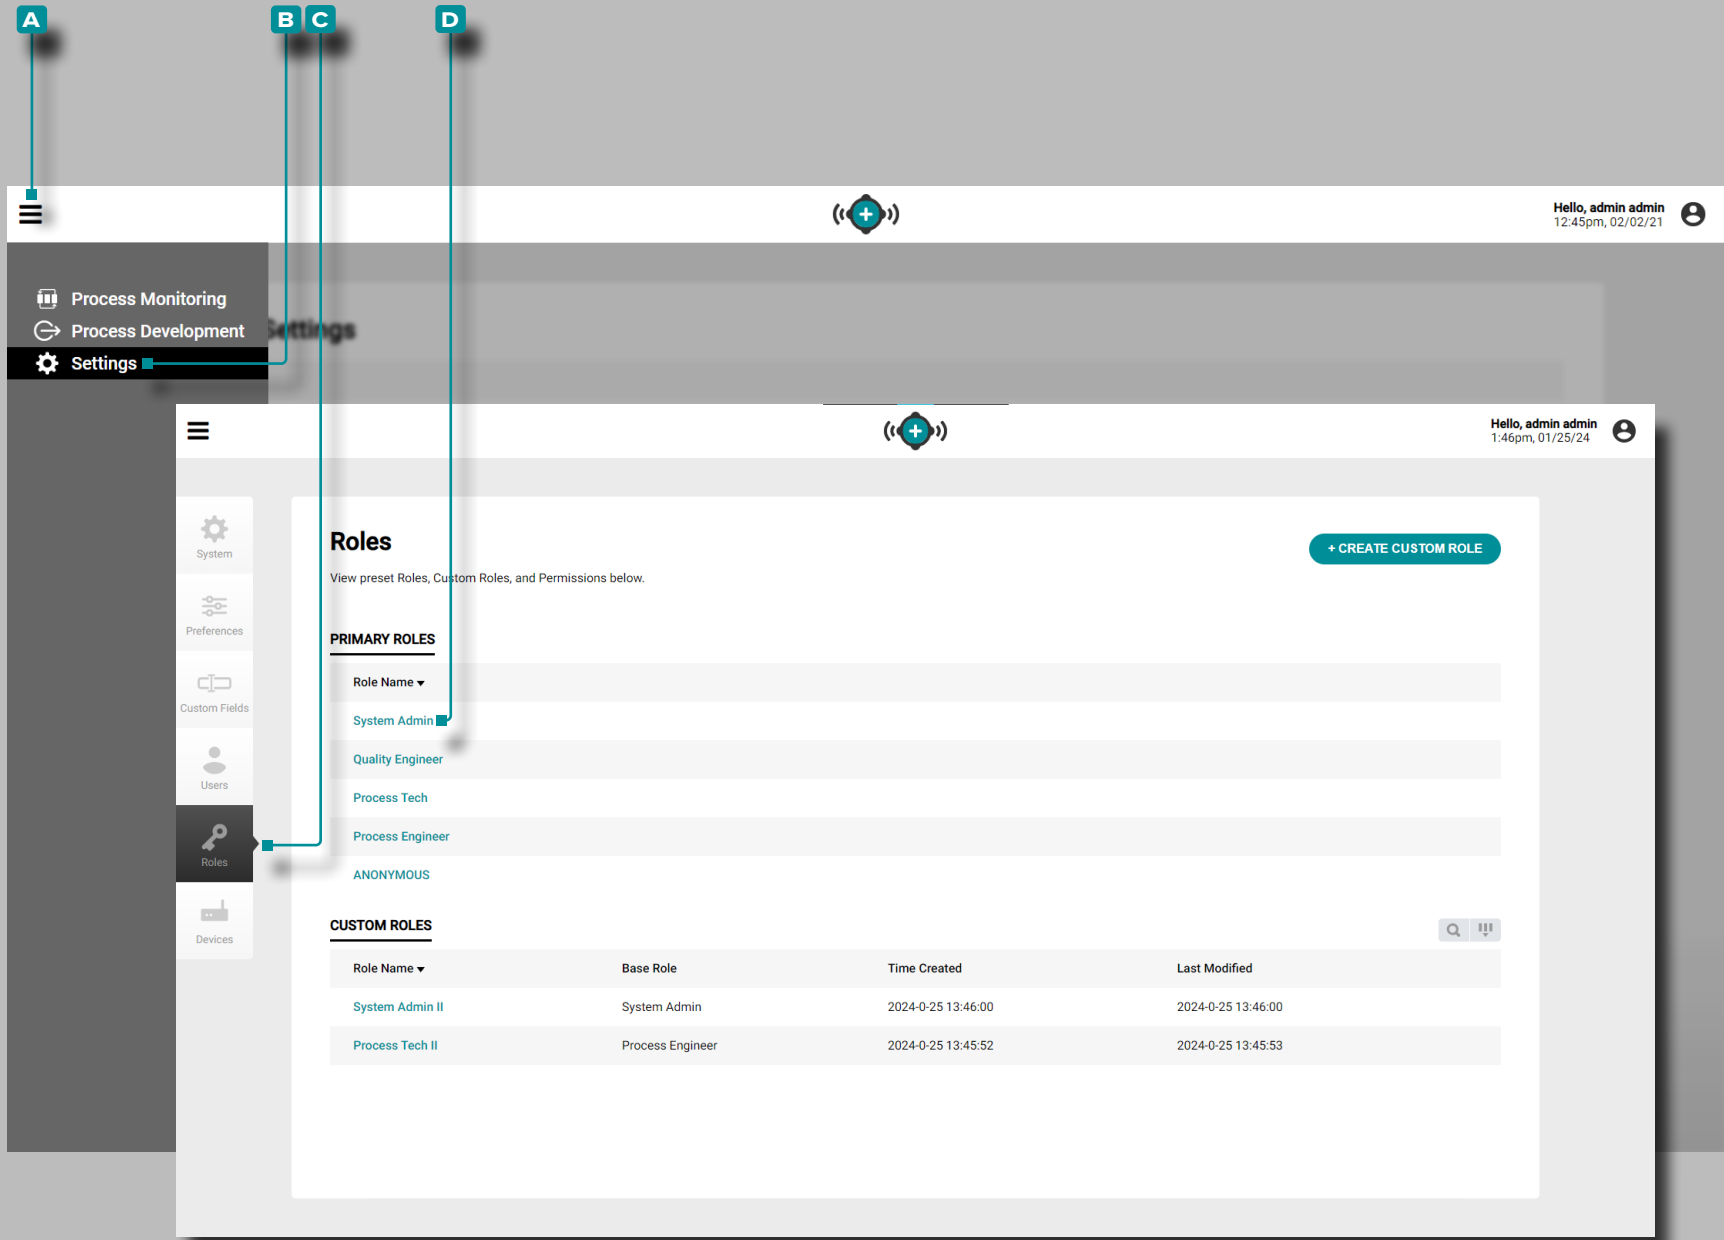 A B C D
Hello, admin admin
12:45pm, 02/02/21
Process Monitoring
Process Development
Settings
Settings
Hello, admin admin
1:46pm, 01/25/24
System
Preferences
Custom Fields
Users
Roles
Devices
Roles
+ CREATE CUSTOM ROLE
View preset Roles, Custom Roles, and Permissions below.
PRIMARY ROLES
Role Name
System Admin
Quality Engineer
Process Tech
Process Engineer
ANONYMOUS
CUSTOM ROLES
Role Name Base Role Time Created Last Modified
System Admin II System Admin 2024-0-25 13:46:00 2024-0-25 13:46:00
Process Tech II Process Engineer 2024-0-25 13:45:52 2024-0-25 13:45:53